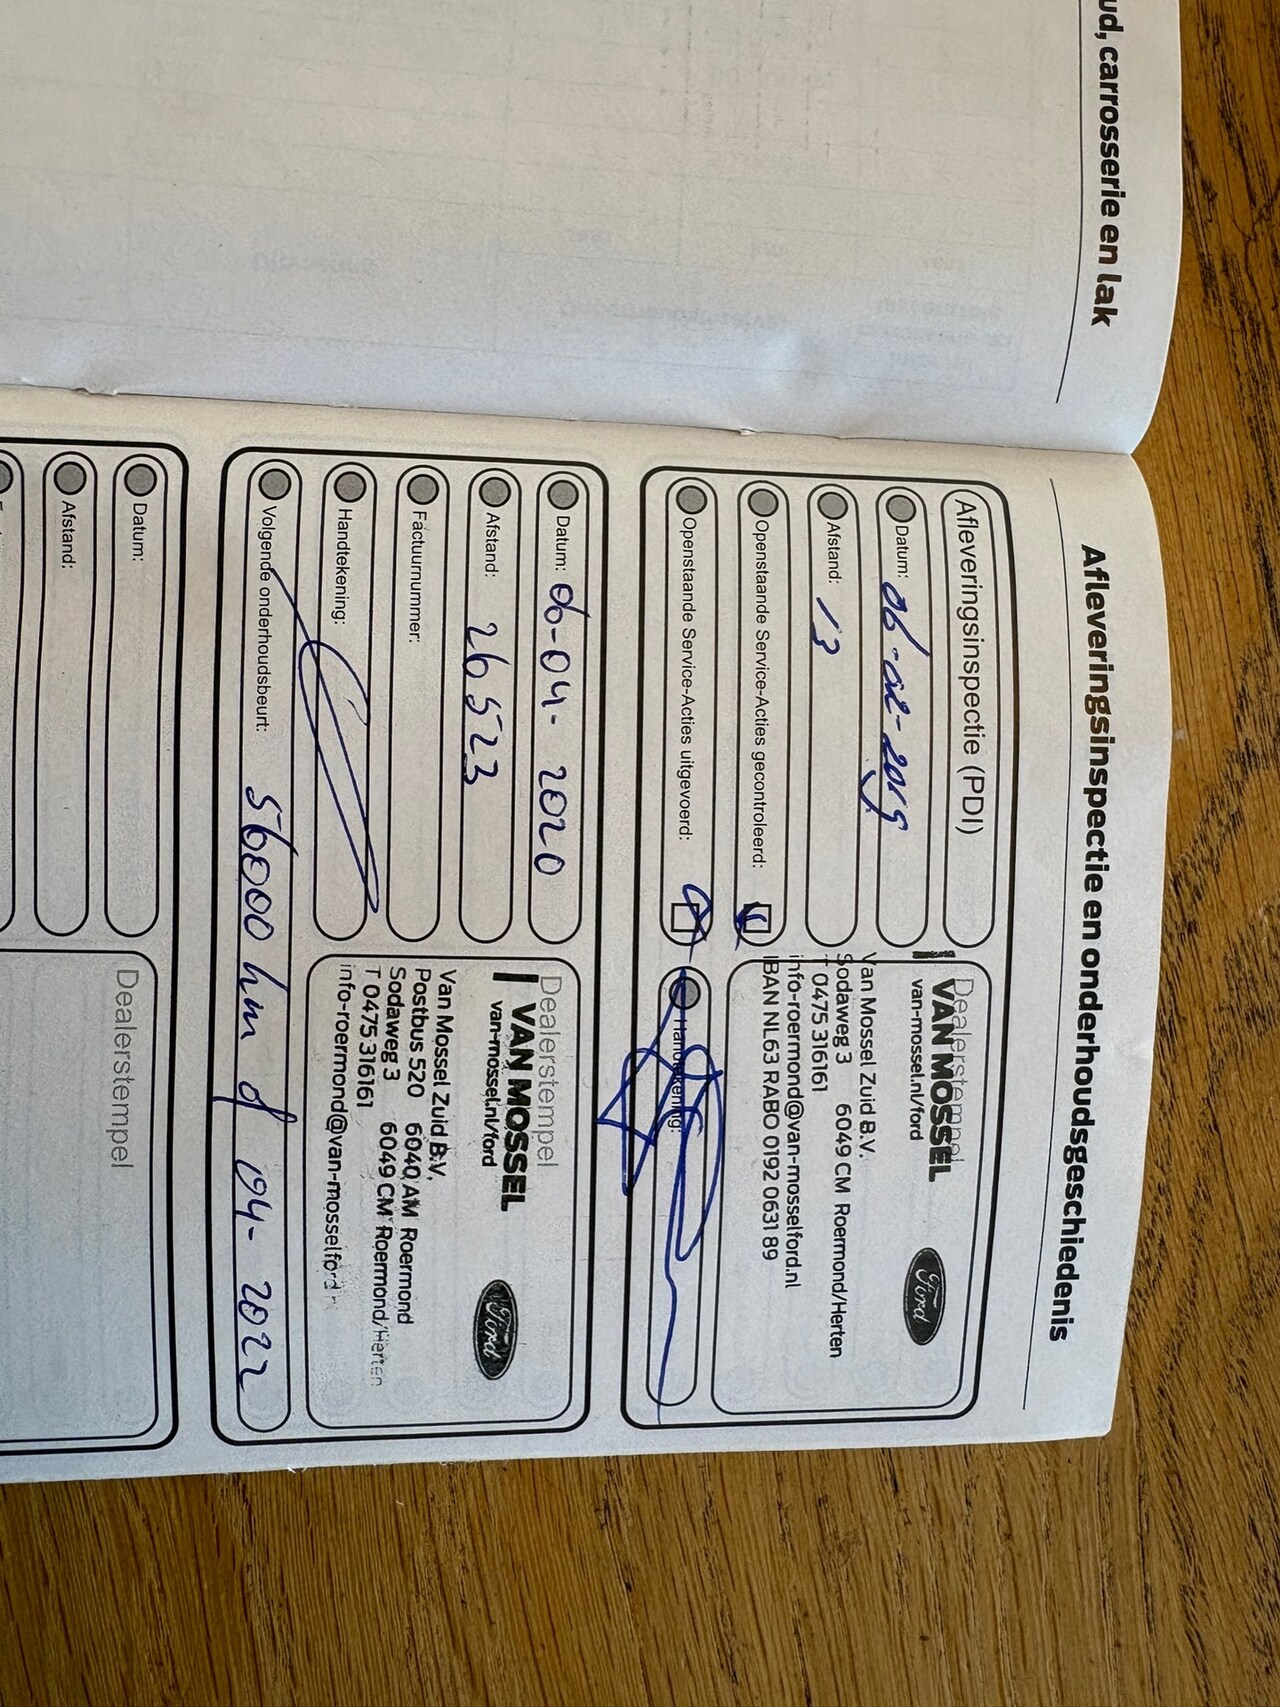 ud, carrosserie en lak
Afleveringsinspectie en onderhoudsgeschiedenis
Afleveringsinspectie (PDI)
Datum: 06-02-2019
Afstand: 13
Openstaande Service-Acties gecontroleerd:
Openstaande Service-Acties uitgevoerd:
Dealerstempel
VAN MOSSEL
van-mossel.nl/ford
Ford
Van Mossel Zuid B.V.
Sodaweg 3 6049 CM Roermond/Herten
T 0475 316161
info-roermond@van-mosselford.nl
IBAN NL63 RABO 0192 0631 89
Handtekening:
Datum: 06-04-2020
Afstand: 26523
Factuurnummer:
Handtekening:
Volgende onderhoudsbeurt: 56000 km of 04-2022
Dealerstempel
VAN MOSSEL
van-mossel.nl/ford
Ford
Van Mossel Zuid B.V.
Postbus 520 6040 AM Roermond
Sodaweg 3 6049 CM Roermond/Herten
T 0475 316161
info-roermond@van-mosselford
Datum:
Afstand:
Dealerstempel